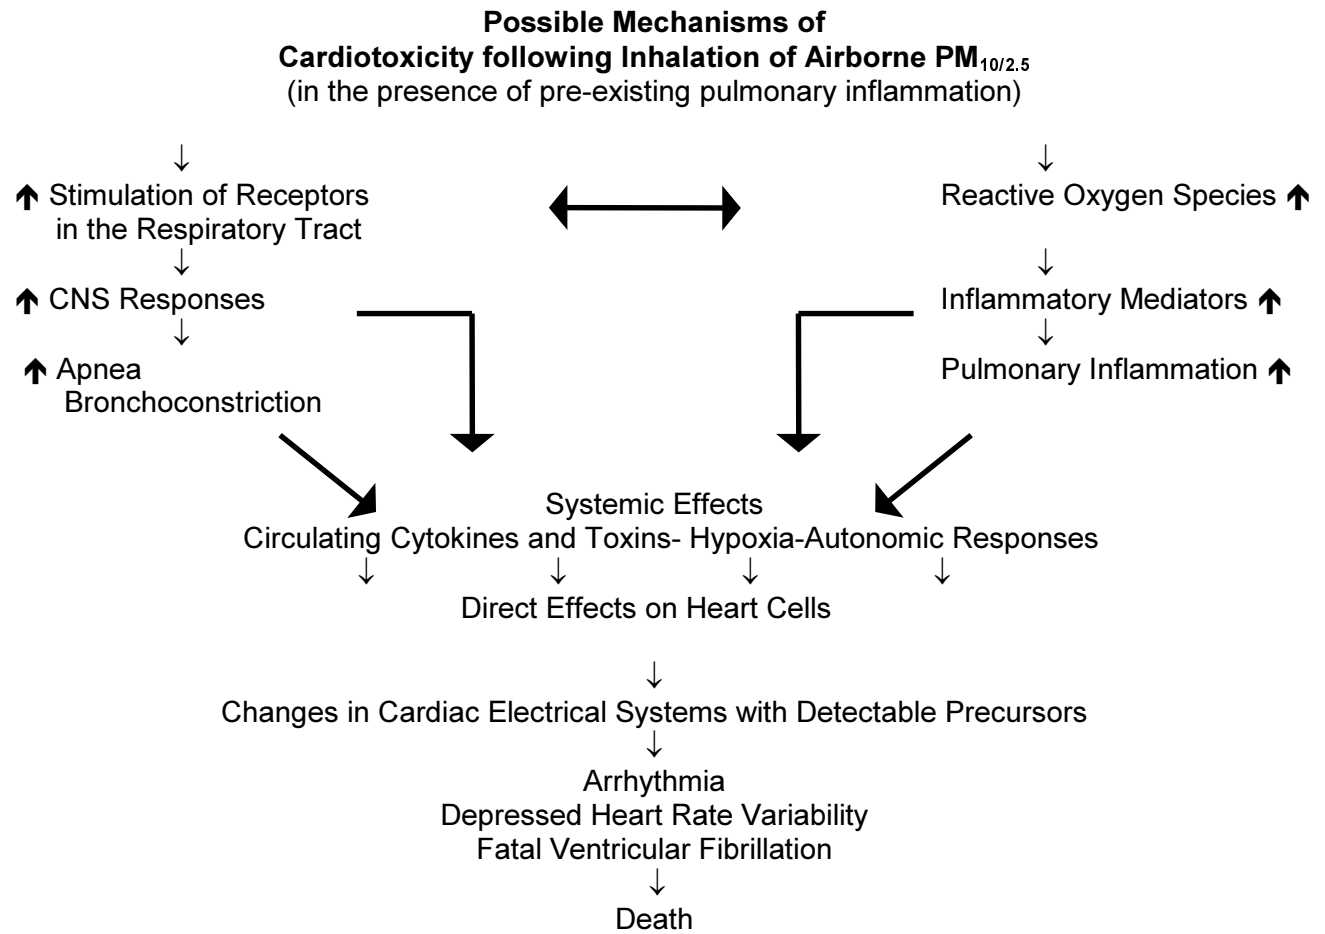 Possible Mechanisms of
Cardiotoxicity following Inhalation of Airborne PM10/2.5
(in the presence of pre-existing pulmonary inflammation)
↓ ↓
🡹 Stimulation of Receptors
in the Respiratory Tract
Reactive Oxygen Species 🡹
↓ ↓
🡹 CNS Responses
Inflammatory Mediators 🡹
↓ ↓
🡹 Apnea
Bronchoconstriction
Pulmonary Inflammation 🡹
Systemic Effects
Circulating Cytokines and Toxins- Hypoxia-Autonomic Responses
↓ ↓ ↓ ↓
Direct Effects on Heart Cells
↓
Changes in Cardiac Electrical Systems with Detectable Precursors
↓
Arrhythmia
Depressed Heart Rate Variability
Fatal Ventricular Fibrillation
↓
Death